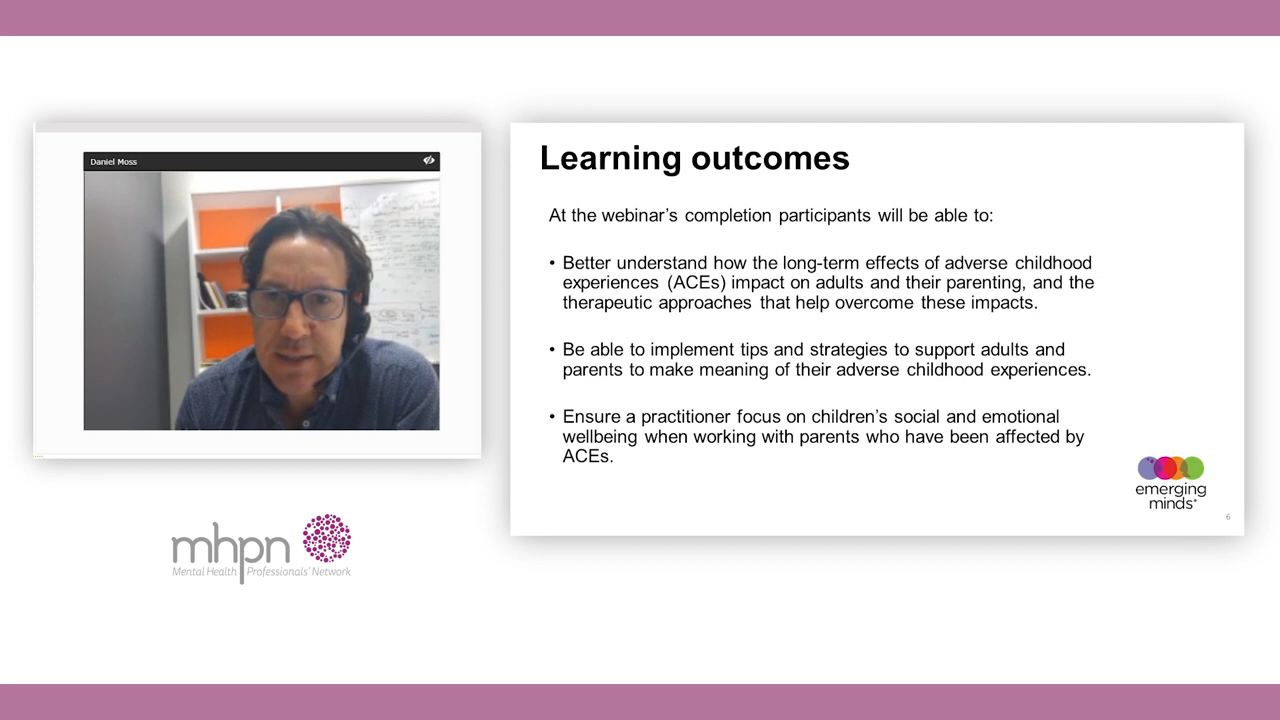 Daniel Moss
Learning outcomes
At the webinar’s completion participants will be able to:
• Better understand how the long-term effects of adverse childhood
experiences (ACEs) impact on adults and their parenting, and the
therapeutic approaches that help overcome these impacts.
• Be able to implement tips and strategies to support adults and
parents to make meaning of their adverse childhood experiences.
• Ensure a practitioner focus on children’s social and emotional
wellbeing when working with parents who have been affected by
ACEs.
emerging
minds
6
mhpn
Mental Health Professionals’ Network